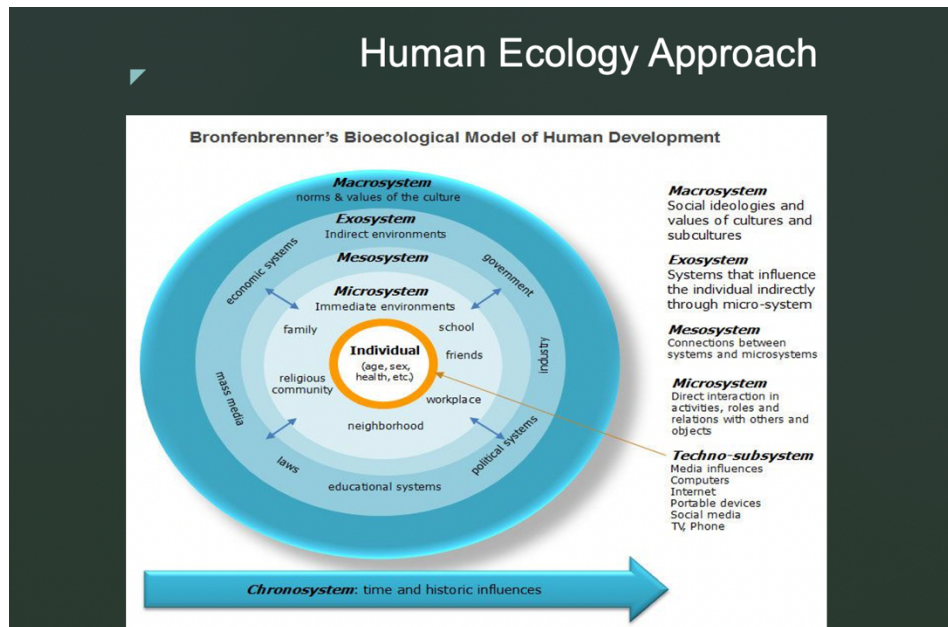 Human Ecology Approach
Bronfenbrenner's Bioecological Model of Human Development
Macrosystem
norms & values of the culture
Exosystem
Indirect environments
Mesosystem
Microsystem
Immediate environments
economic systems
government
family
school
Individual
(age, sex,
health, etc.)
friends
industry
religious
community
workplace
mass media
neighborhood
political systems
laws
educational systems
Macrosystem
Social ideologies and
values of cultures and
subcultures
Exosystem
Systems that influence
the individual indirectly
through micro-system
Mesosystem
Connections between
systems and microsystems
Microsystem
Direct interaction in
activities, roles and
relations with others and
objects
Techno-subsystem
Media influences
Computers
Internet
Portable devices
Social media
TV, Phone
Chronosystem: time and historic influences